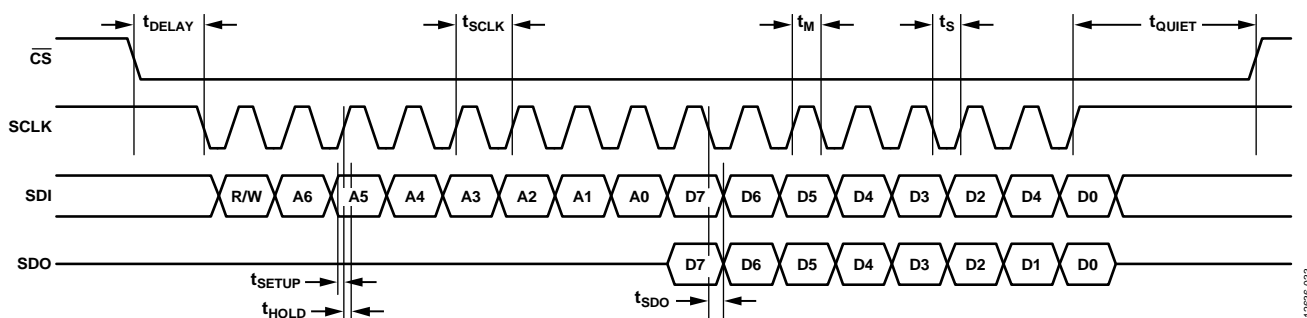 tDELAY tSCLK tM tS tQUIET
CS
SCLK
SDI R/W A6 A5 A4 A3 A2 A1 A0 D7 D6 D5 D4 D3 D2 D4 D0
SDO D7 D6 D5 D4 D3 D2 D1 D0
tSETUP
tSDO
tHOLD